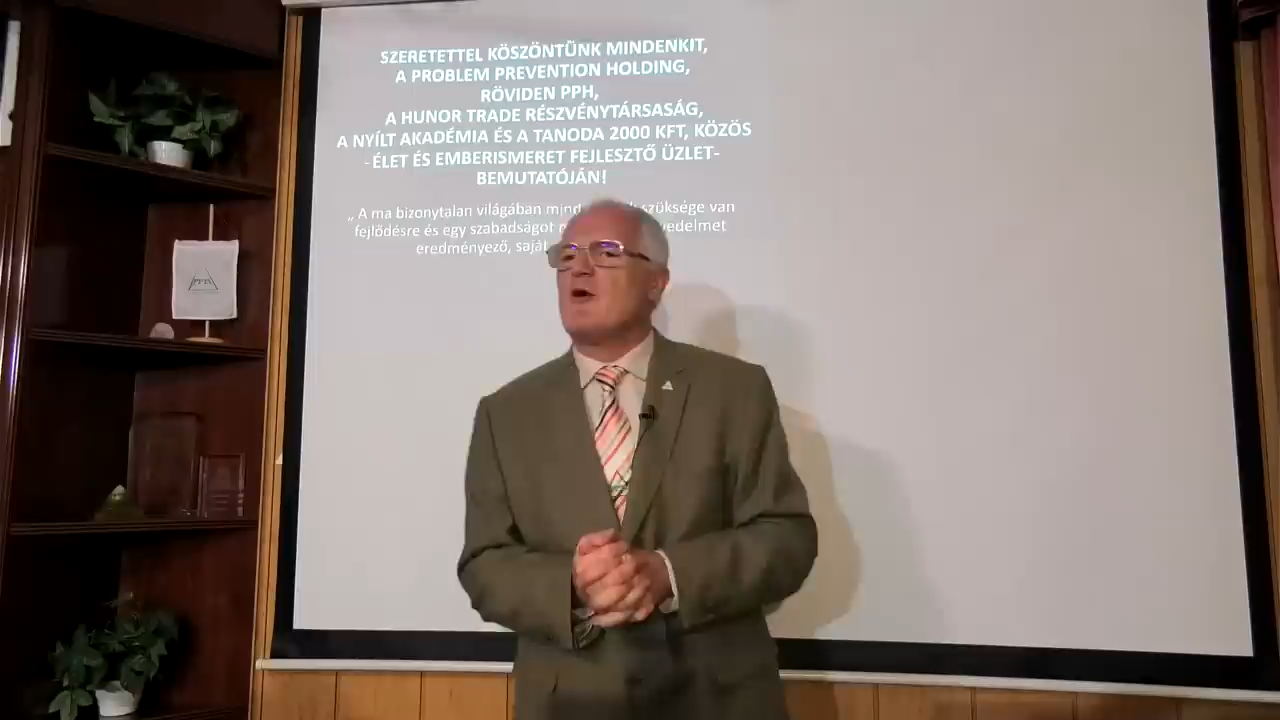 SZERETETTEL KÖSZÖNTÜNK MINDENKIT,
A PROBLEM PREVENTION HOLDING,
RÖVIDEN PPH,
A HUNOR TRADE RÉSZVÉNYTÁRSASÁG,
A NYÍLT AKADÉMIA ÉS A TANODA 2000 KFT, KÖZÖS
- ÉLET ÉS EMBERISMERET FEJLESZTŐ ÜZLET-
BEMUTATÓJÁN!
„ A ma bizonytalan világában szüksége van
fejlődésre és egy szabadságot
eredményező, saját